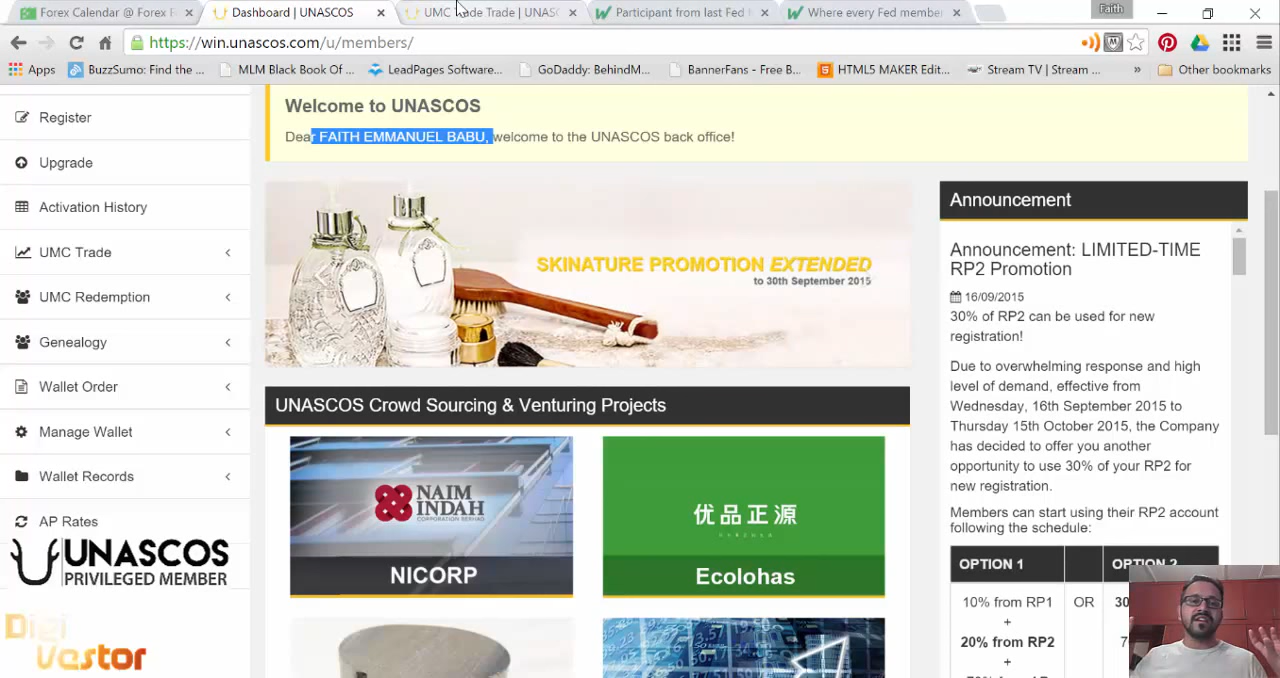 Forex Calendar @ Forex F
Dashboard | UNASCOS
UMC Trade Trade | UNASC
Participant from last Fed M
Where every Fed member
Faith
https://win.unascos.com/u/members/
Apps
BuzzSumo: Find the ...
MLM Black Book Of ...
LeadPages Software...
GoDaddy: BehindM...
BannerFans - Free B...
HTML5 MAKER Edit...
Stream TV | Stream ...
»
Other bookmarks
Register
Upgrade
Activation History
UMC Trade
UMC Redemption
Genealogy
Wallet Order
Manage Wallet
Wallet Records
AP Rates
UNASCOS
PRIVILEGED MEMBER
Digi
Vestor
Welcome to UNASCOS
Dear FAITH EMMANUEL BABU, welcome to the UNASCOS back office!
SKINATURE PROMOTION EXTENDED
to 30th September 2015
UNASCOS Crowd Sourcing & Venturing Projects
NAIM
INDAH
CORPORATION BERHAD
NICORP
优品正源
Ecolohas
Announcement
Announcement: LIMITED-TIME
RP2 Promotion
16/09/2015
30% of RP2 can be used for new
registration!
Due to overwhelming response and high
level of demand, effective from
Wednesday, 16th September 2015 to
Thursday 15th October 2015, the Company
has decided to offer you another
opportunity to use 30% of your RP2 for
new registration.
Members can start using their RP2 account
following the schedule:
OPTION 1
OPTION 2
10% from RP1 OR 30
+
20% from RP2
+